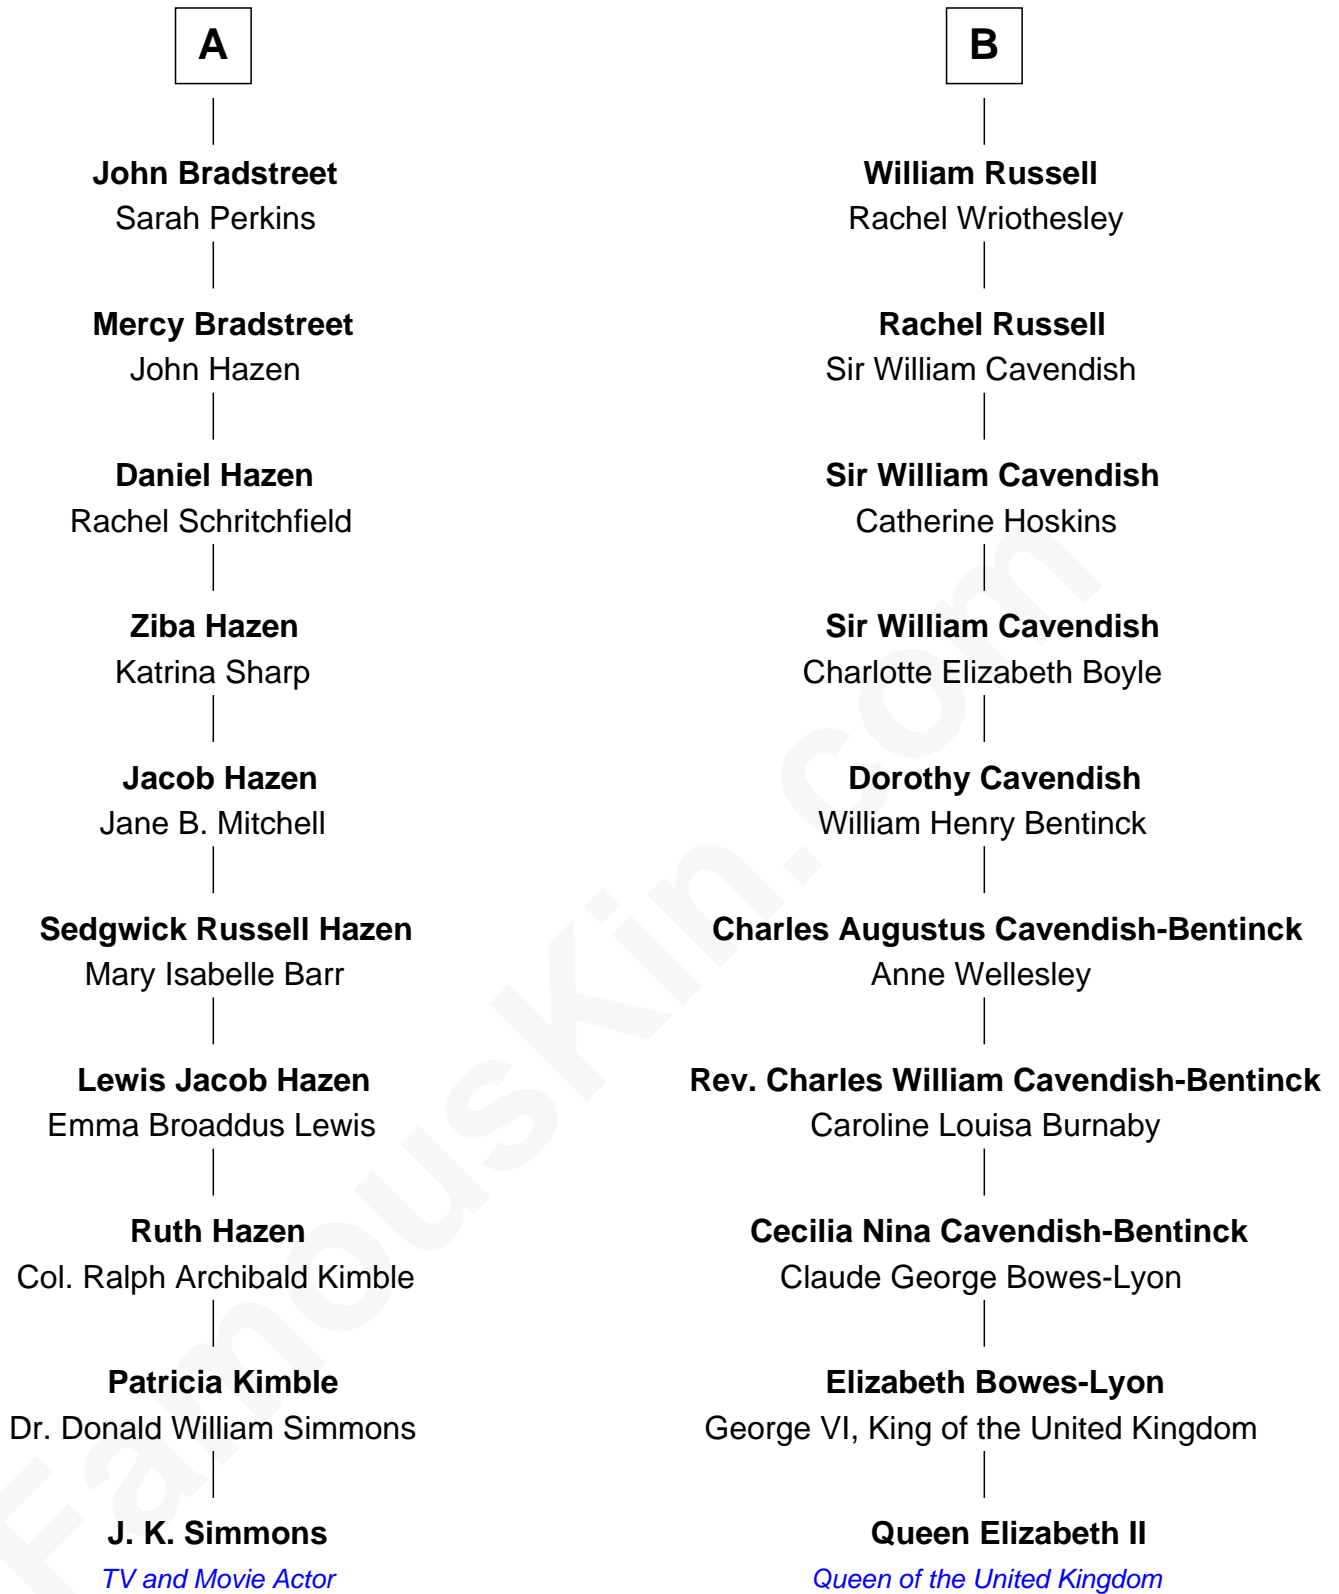 A
John Bradstreet
Sarah Perkins
Mercy Bradstreet
John Hazen
Daniel Hazen
Rachel Schritchfield
Ziba Hazen
Katrina Sharp
Jacob Hazen
Jane B. Mitchell
Sedgwick Russell Hazen
Mary Isabelle Barr
Lewis Jacob Hazen
Emma Broaddus Lewis
Ruth Hazen
Col. Ralph Archibald Kimble
Patricia Kimble
Dr. Donald William Simmons
J. K. Simmons
TV and Movie Actor
B
William Russell
Rachel Wriothesley
Rachel Russell
Sir William Cavendish
Sir William Cavendish
Catherine Hoskins
Sir William Cavendish
Charlotte Elizabeth Boyle
Dorothy Cavendish
William Henry Bentinck
Charles Augustus Cavendish-Bentinck
Anne Wellesley
Rev. Charles William Cavendish-Bentinck
Caroline Louisa Burnaby
Cecilia Nina Cavendish-Bentinck
Claude George Bowes-Lyon
Elizabeth Bowes-Lyon
George VI, King of the United Kingdom
Queen Elizabeth II
Queen of the United Kingdom
FamousKin.com